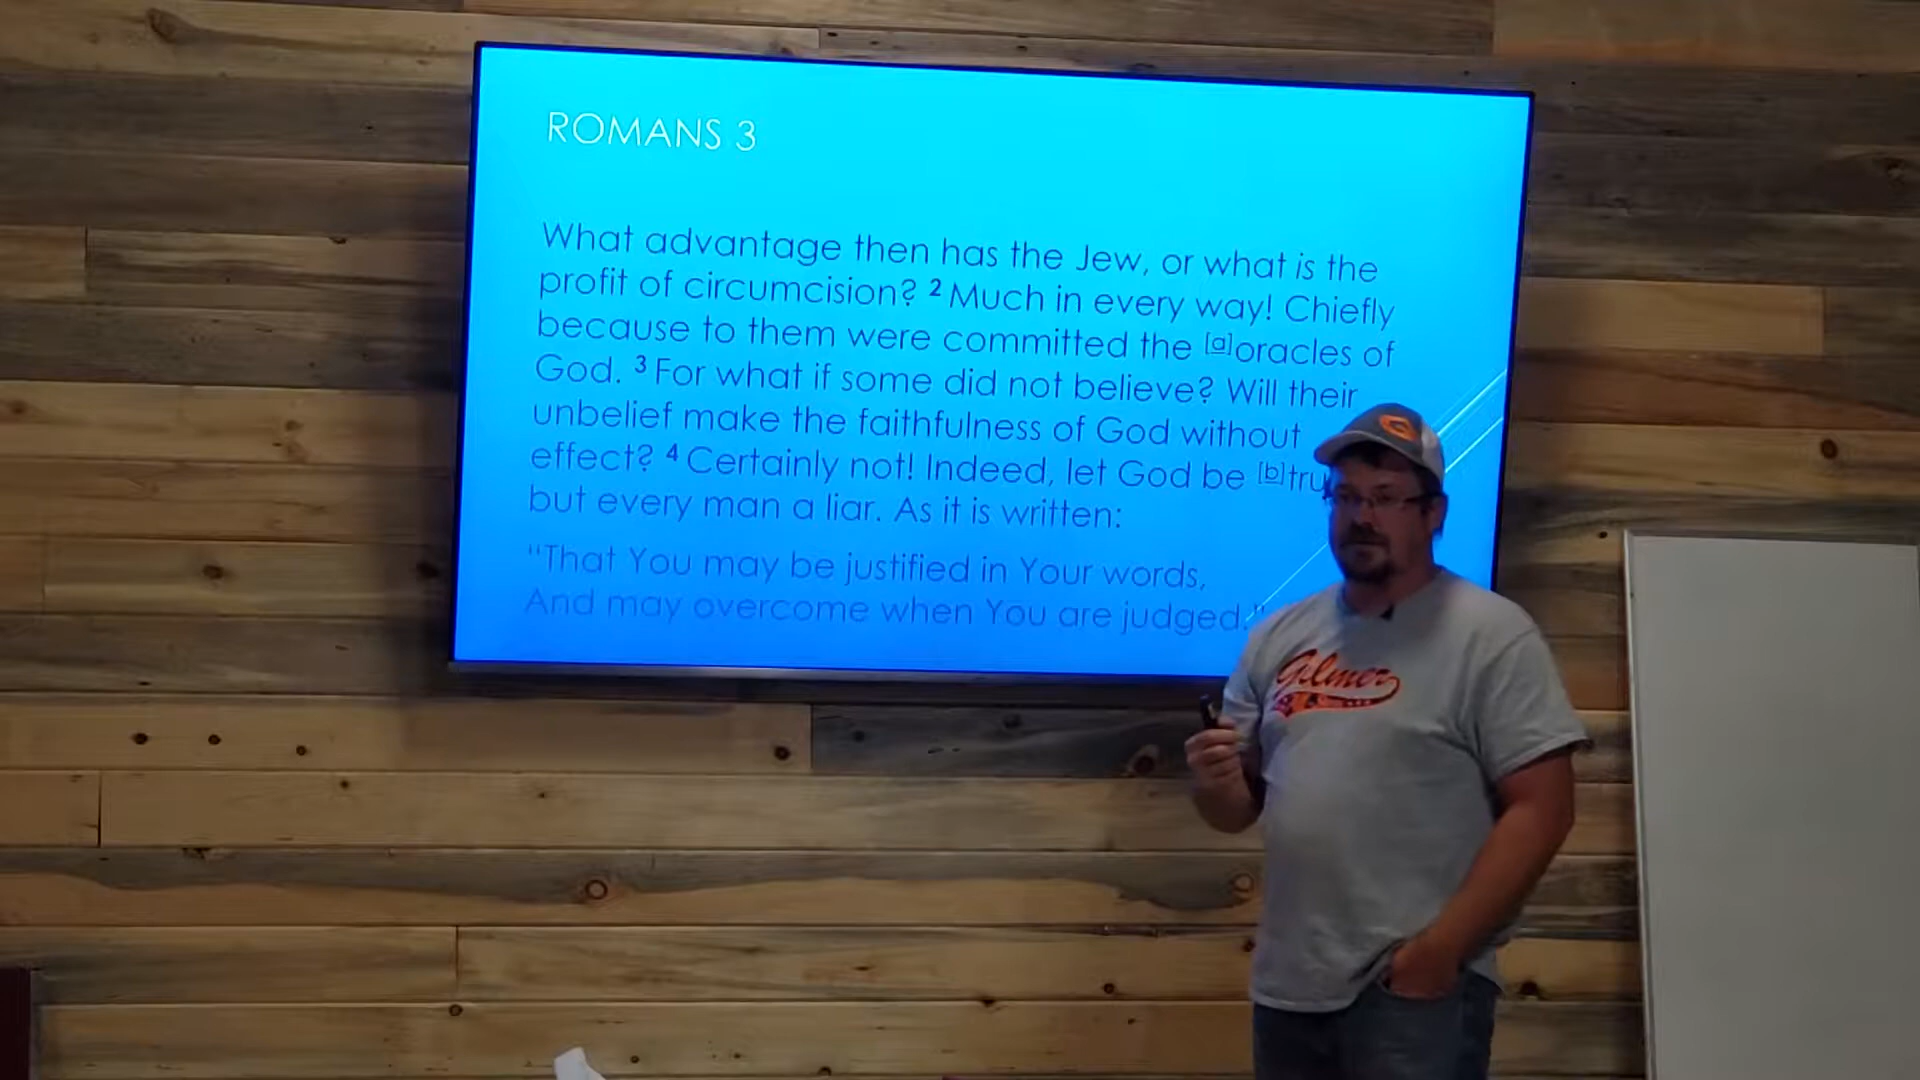 ROMANS 3
What advantage then has the Jew, or what is the
profit of circumcision? 2 Much in every way! Chiefly
because to them were committed the [a]oracles of
God. 3 For what if some did not believe? Will their
unbelief make the faithfulness of God without
effect? 4 Certainly not! Indeed, let God be [b]tru
but every man a liar. As it is written:
"That You may be justified in Your words,
And may overcome when You are judged."
G
Gilmer